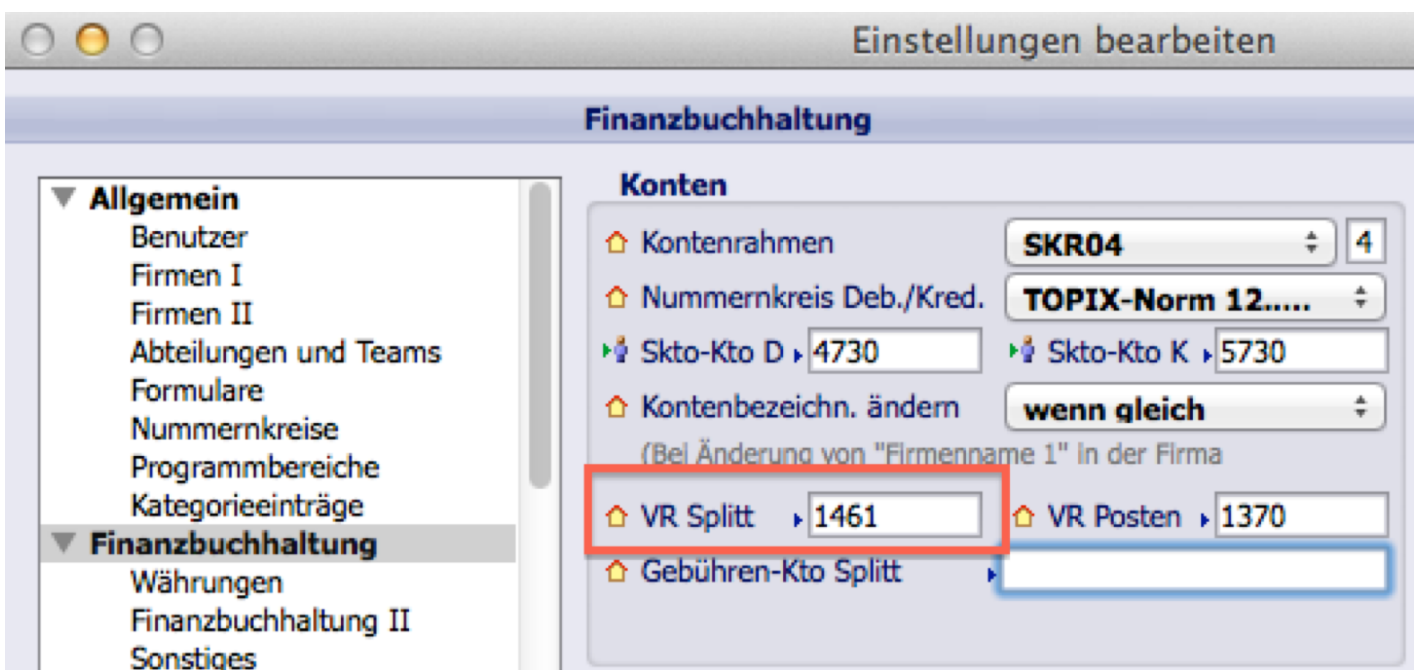 Einstellungen bearbeiten
Finanzbuchhaltung
Allgemein
Benutzer
Firmen I
Firmen II
Abteilungen und Teams
Formulare
Nummernkreise
Programmbereiche
Kategorieeinträge
Finanzbuchhaltung
Währungen
Finanzbuchhaltung II
Sonstiges
Konten
Kontenrahmen SKR04 4
Nummernkreis Deb./Kred. TOPIX-Norm 12.....
Skto-Kto D 4730 Skto-Kto K 5730
Kontenbezeichn. ändern wenn gleich
(Bei Änderung von "Firmenname 1" in der Firma
VR Splitt 1461 VR Posten 1370
Gebühren-Kto Splitt